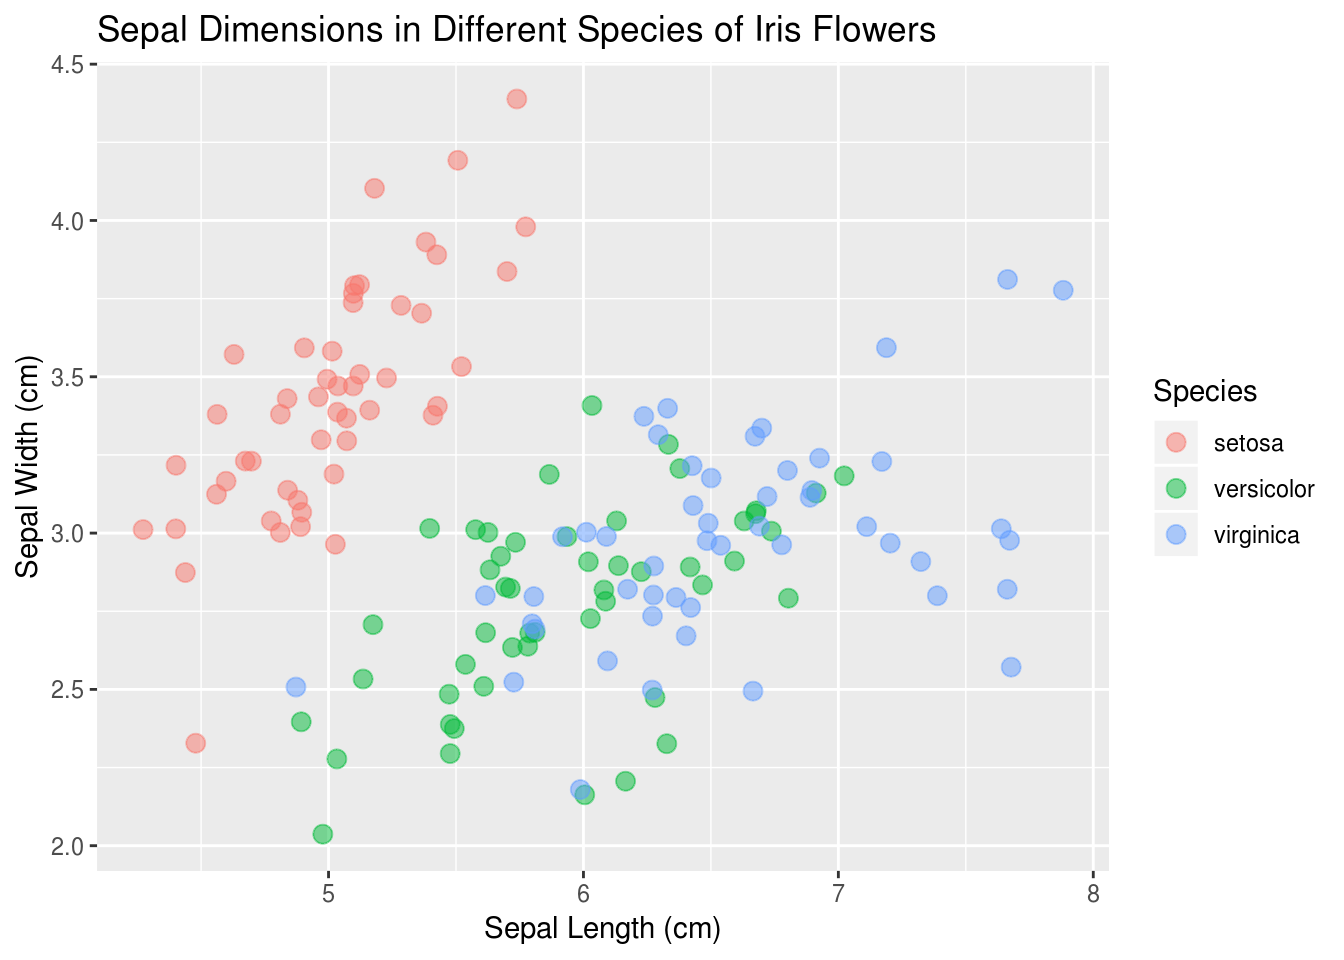 Sepal Dimensions in Different Species of Iris Flowers
4.5
4.0
3.5
3.0
2.5
2.0
Sepal Width (cm)
5 6 7 8
Sepal Length (cm)
Species
setosa
versicolor
virginica